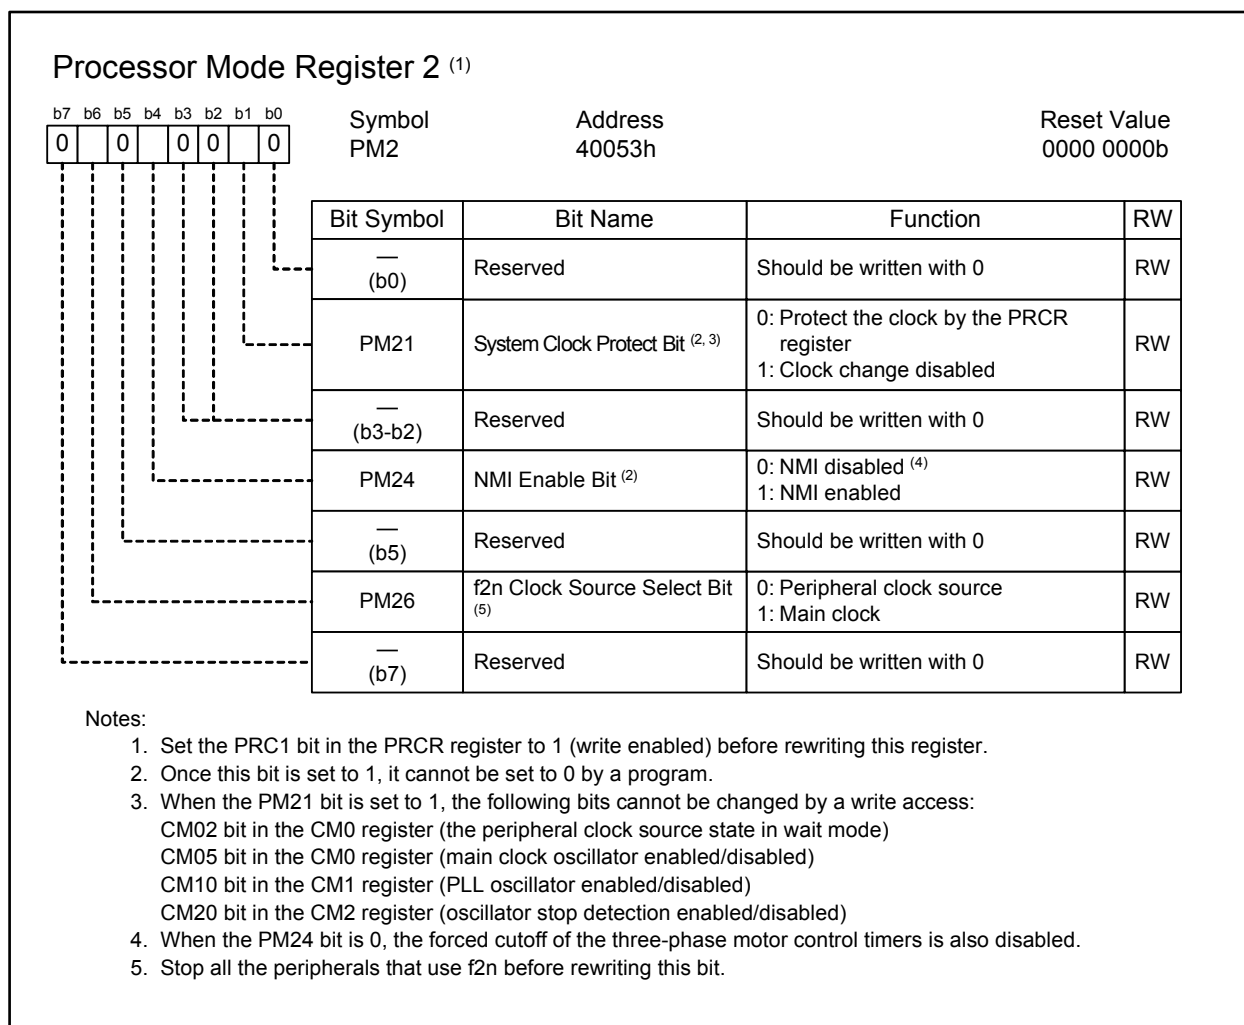 Processor Mode Register 2 (1)
b7 b6 b5 b4 b3 b2 b1 b0
0 0 0 0 0
Symbol Address Reset Value
PM2 40053h 0000 0000b
Bit Symbol Bit Name Function RW
—
(b0) Reserved Should be written with 0 RW
PM21 System Clock Protect Bit (2, 3) 0: Protect the clock by the PRCR
register
1: Clock change disabled RW
—
(b3-b2) Reserved Should be written with 0 RW
PM24 NMI Enable Bit (2) 0: NMI disabled (4)
1: NMI enabled RW
—
(b5) Reserved Should be written with 0 RW
PM26 f2n Clock Source Select Bit
(5) 0: Peripheral clock source
1: Main clock RW
—
(b7) Reserved Should be written with 0 RW
Notes:
1. Set the PRC1 bit in the PRCR register to 1 (write enabled) before rewriting this register.
2. Once this bit is set to 1, it cannot be set to 0 by a program.
3. When the PM21 bit is set to 1, the following bits cannot be changed by a write access:
CM02 bit in the CM0 register (the peripheral clock source state in wait mode)
CM05 bit in the CM0 register (main clock oscillator enabled/disabled)
CM10 bit in the CM1 register (PLL oscillator enabled/disabled)
CM20 bit in the CM2 register (oscillator stop detection enabled/disabled)
4. When the PM24 bit is 0, the forced cutoff of the three-phase motor control timers is also disabled.
5. Stop all the peripherals that use f2n before rewriting this bit.